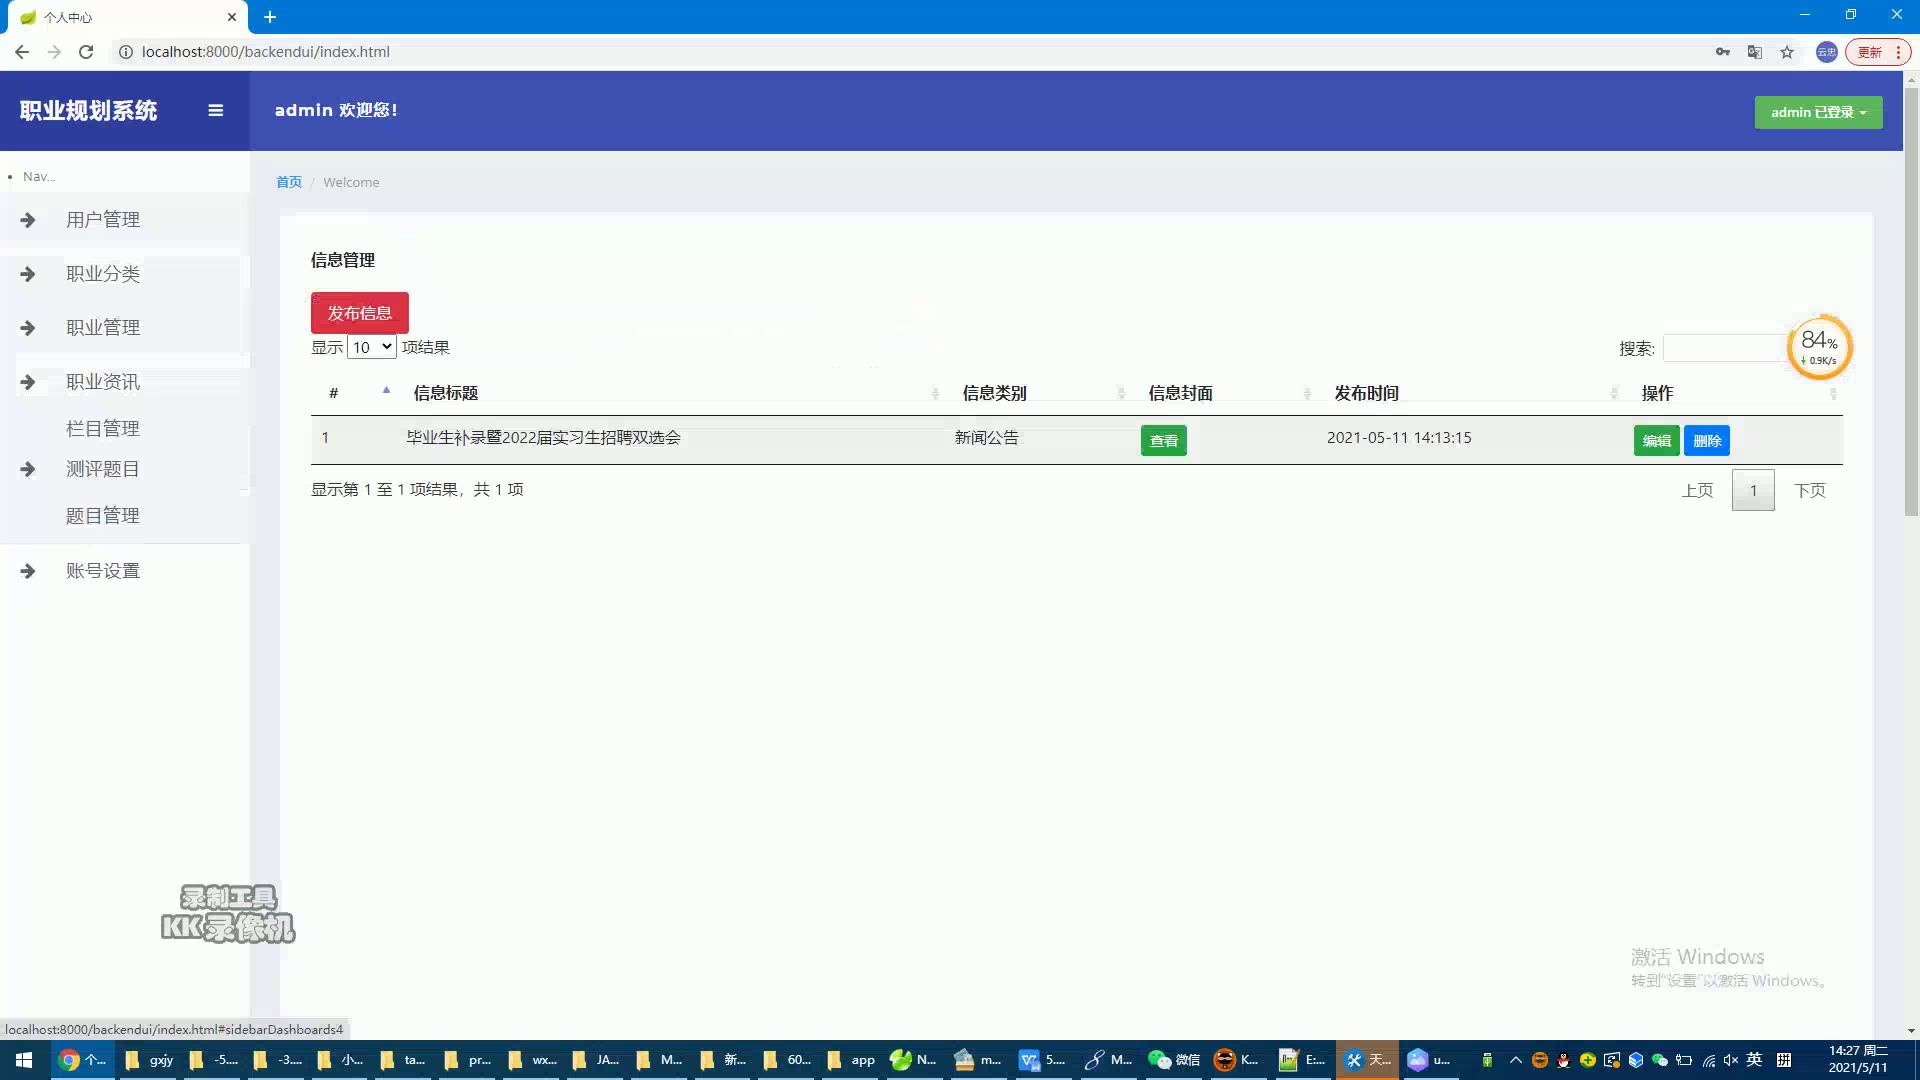 个人中心
localhost:8000/backendui/index.html
云忠
更新
职业规划系统
admin 欢迎您!
admin 已登录
Nav...
首页 / Welcome
用户管理
职业分类
职业管理
职业资讯
栏目管理
测评题目
题目管理
账号设置
信息管理
发布信息
显示 10 项结果
搜索:
84%
0.9K/s
# 信息标题 信息类别 信息封面 发布时间 操作
1 毕业生补录暨2022届实习生招聘双选会 新闻公告 查看 2021-05-11 14:13:15 编辑 删除
显示第 1 至 1 项结果，共 1 项
上页 1 下页
录制工具
KK录像机
激活 Windows
转到"设置"以激活 Windows。
localhost:8000/backendui/index.html#sidebarDashboards4
个... gxjy -5.... -3.... 小... ta... pr... wx... JA... M... 新... 60... app N... m... 5.... M... 微信 K... E:... 天... u... 英 拼
14:27 周二
2021/5/11